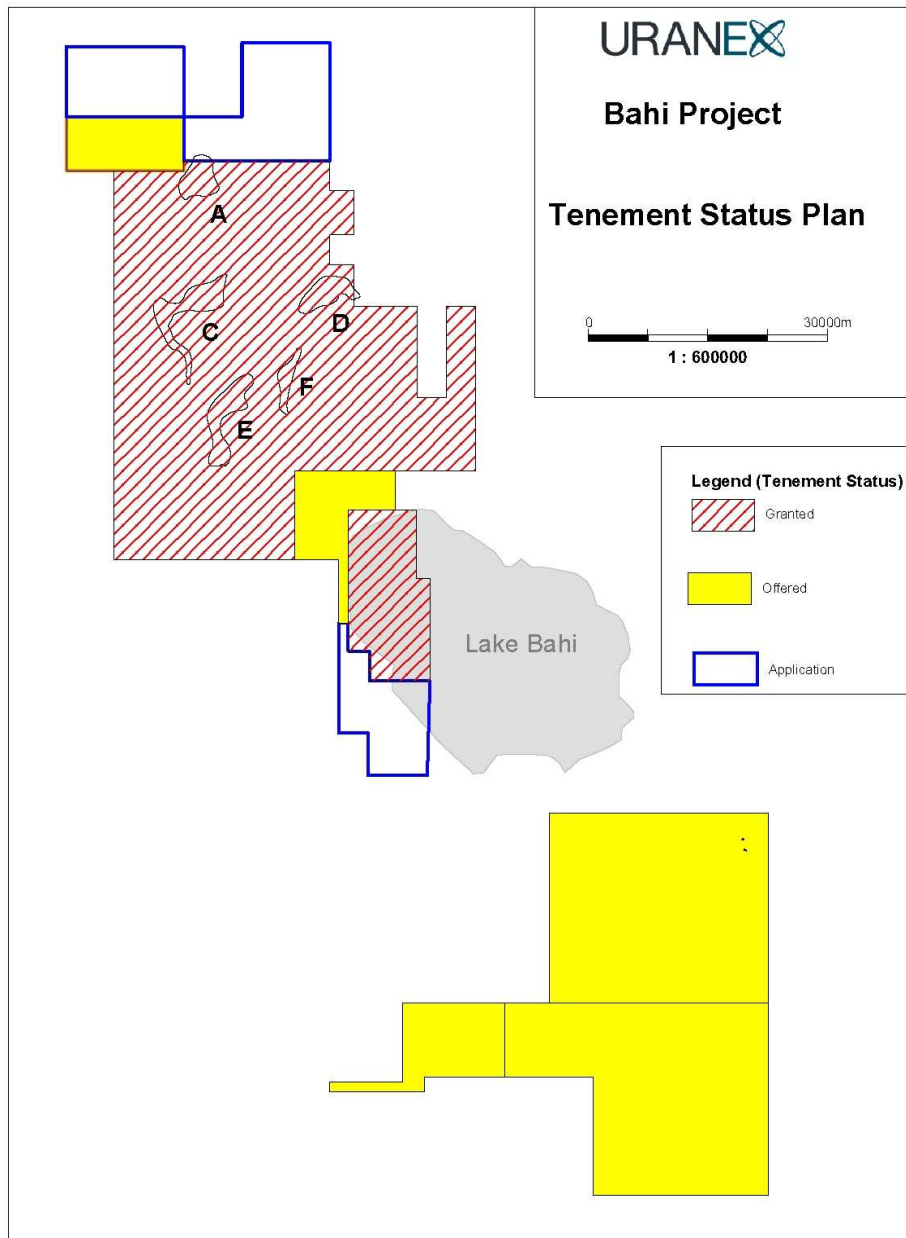 URANEX
Bahi Project
Tenement Status Plan
0 30000m
1 : 600000
A
C
D
F
E
Legend (Tenement Status)
Granted
Offered
Application
Lake Bahi